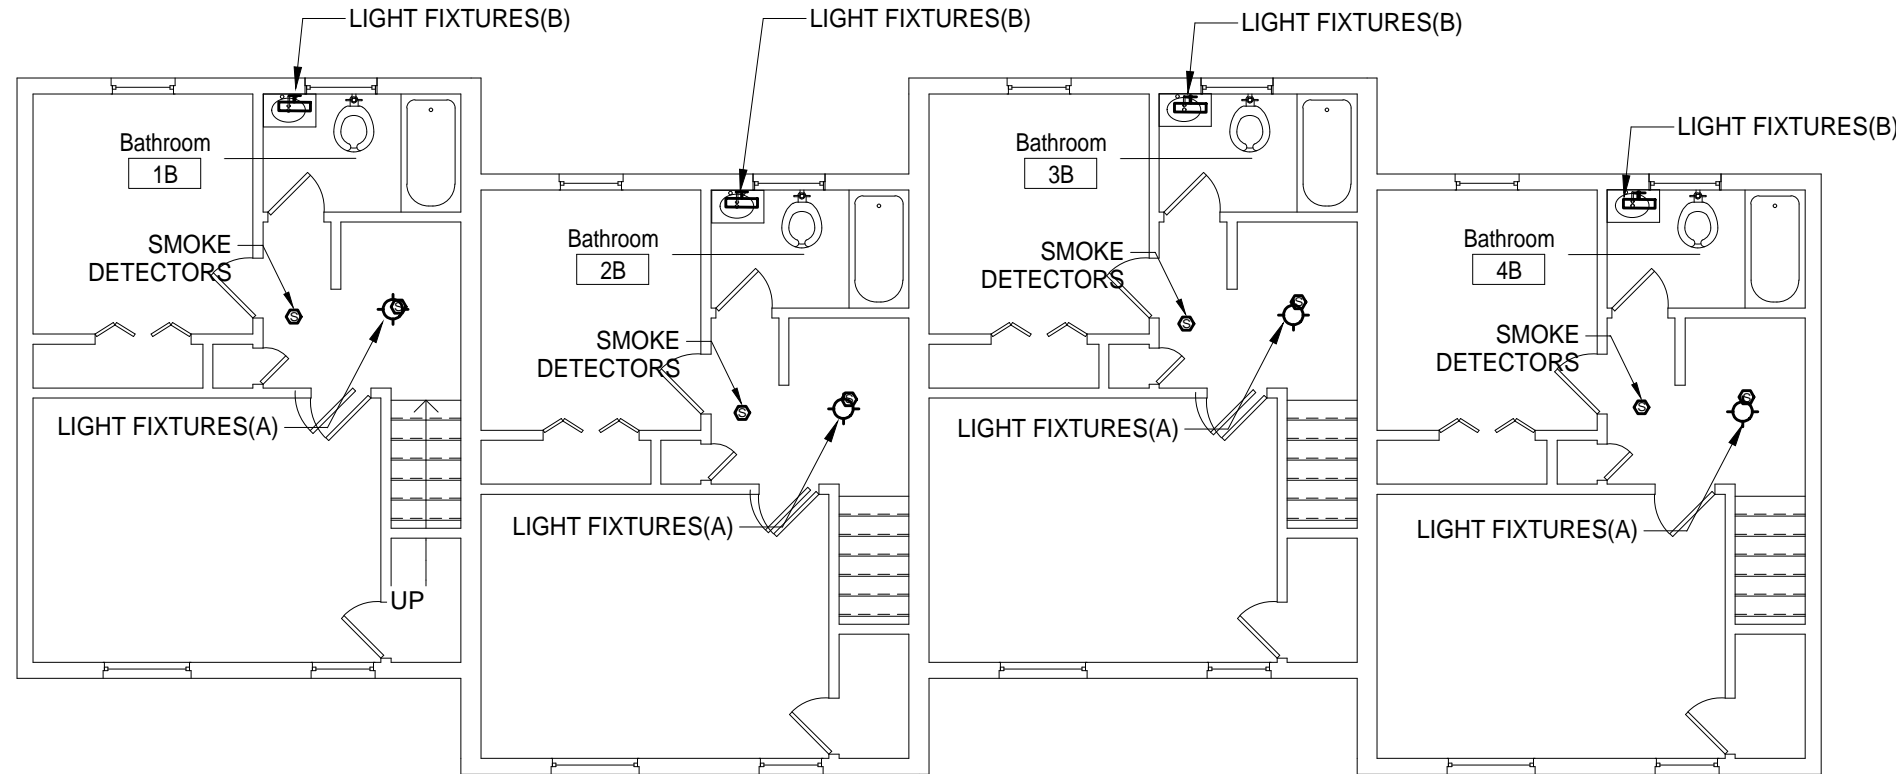 LIGHT FIXTURES(B)
LIGHT FIXTURES(B)
LIGHT FIXTURES(B)
LIGHT FIXTURES(B)
Bathroom
1B
Bathroom
3B
Bathroom
2B
Bathroom
4B
SMOKE
DETECTORS
S
S
SMOKE
DETECTORS
S
S
SMOKE
DETECTORS
S
S
SMOKE
DETECTORS
S
S
LIGHT FIXTURES(A)
LIGHT FIXTURES(A)
LIGHT FIXTURES(A)
LIGHT FIXTURES(A)
UP